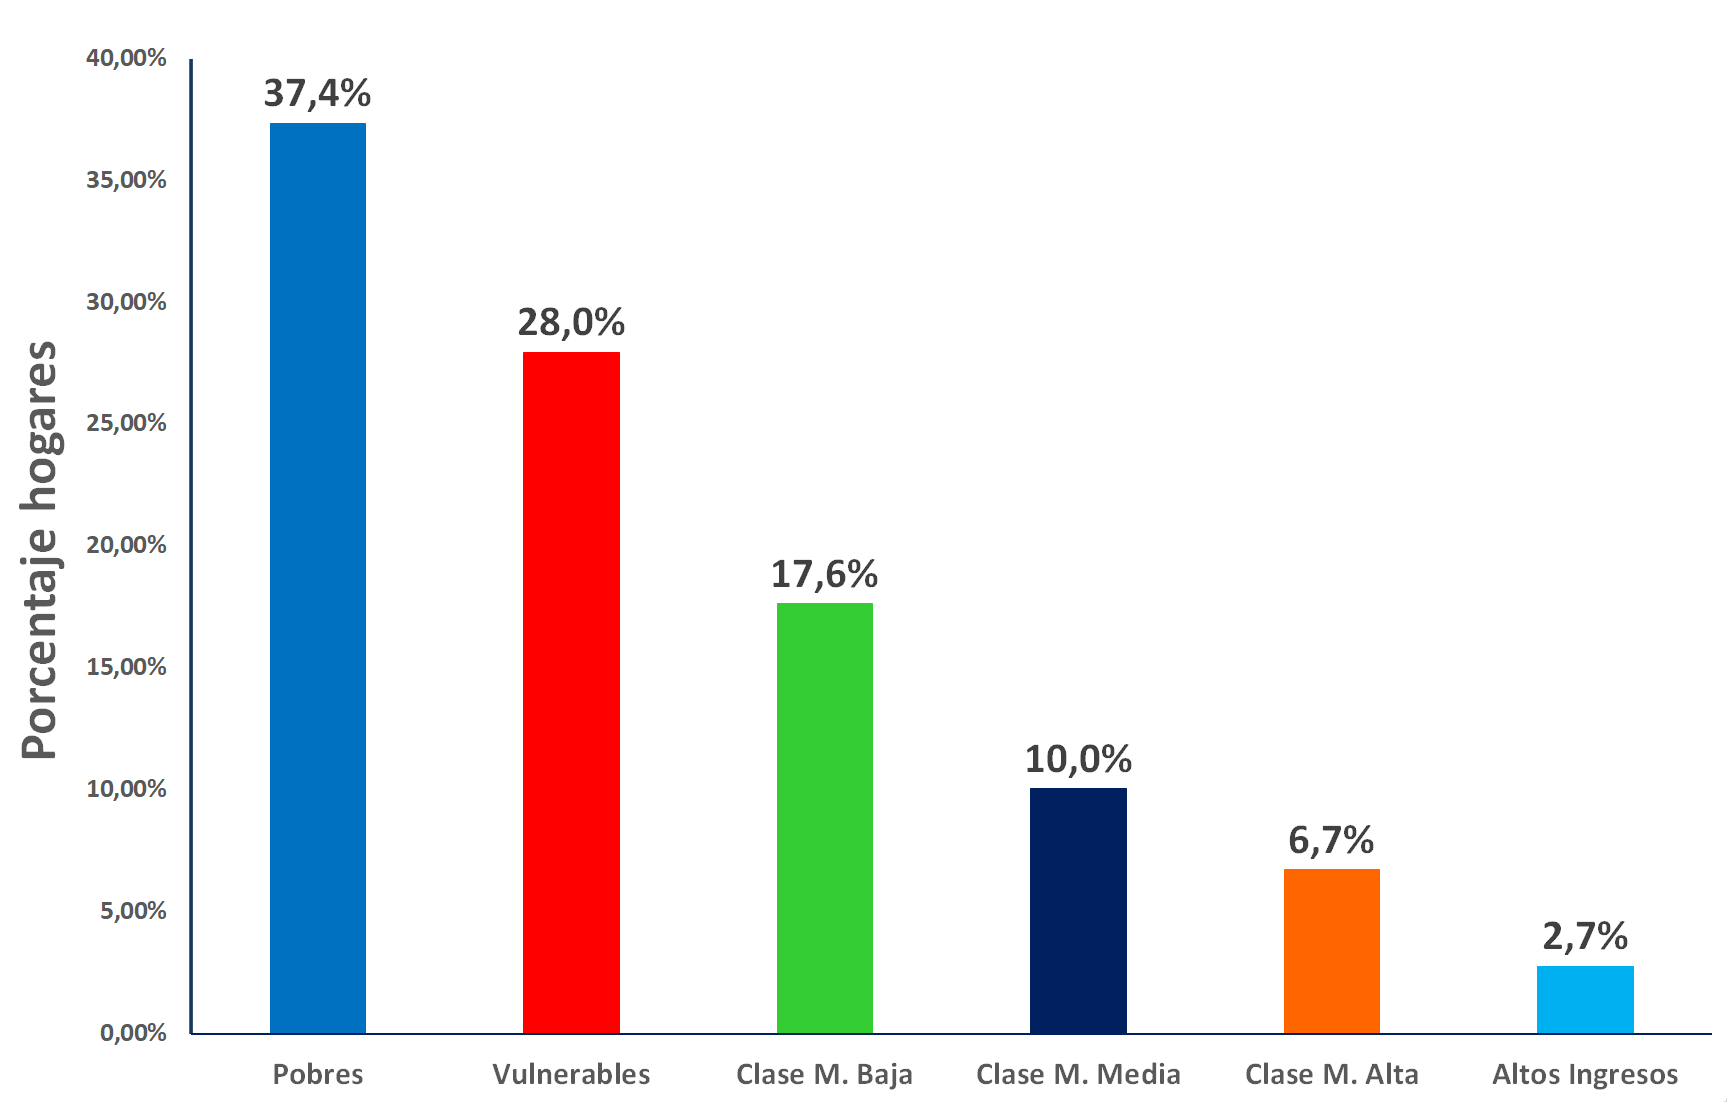 Porcentaje hogares
40,00%
35,00%
30,00%
25,00%
20,00%
15,00%
10,00%
5,00%
0,00%
37,4%
28,0%
17,6%
10,0%
6,7%
2,7%
Pobres
Vulnerables
Clase M. Baja
Clase M. Media
Clase M. Alta
Altos Ingresos